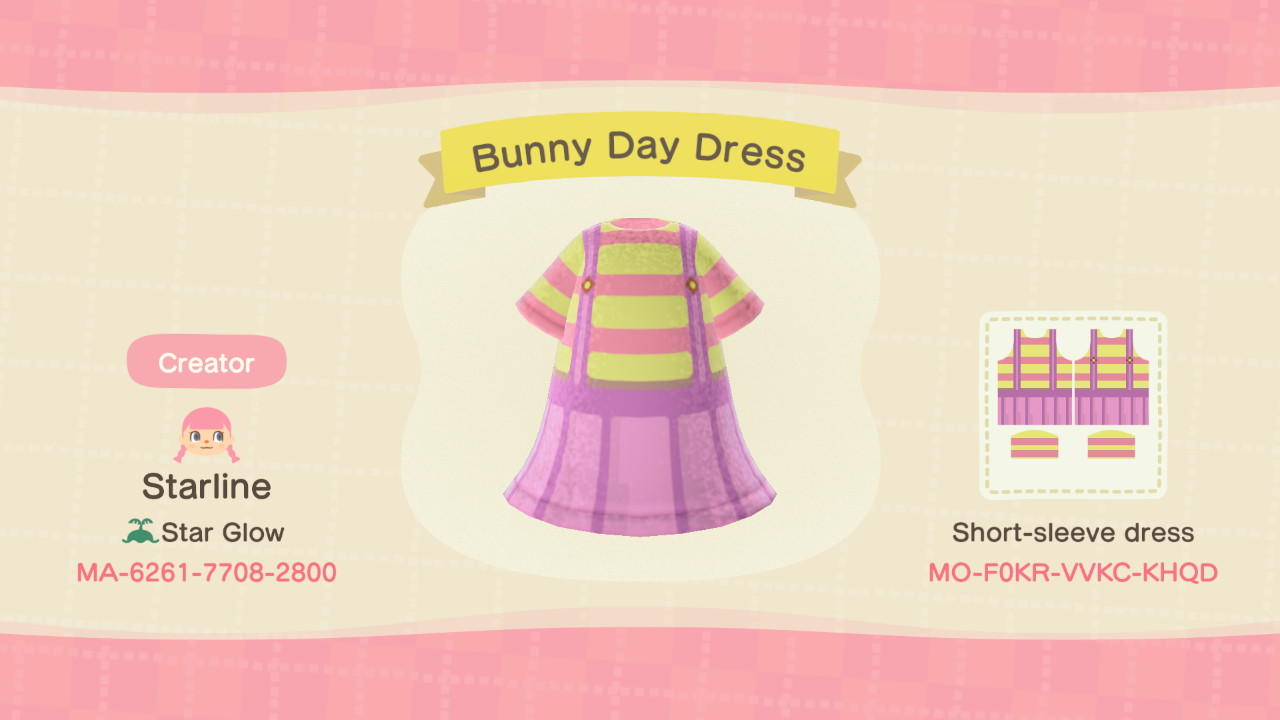 Bunny Day Dress
Creator
Starline
Star Glow
MA-6261-7708-2800
Short-sleeve dress
MO-F0KR-VVKC-KHQD